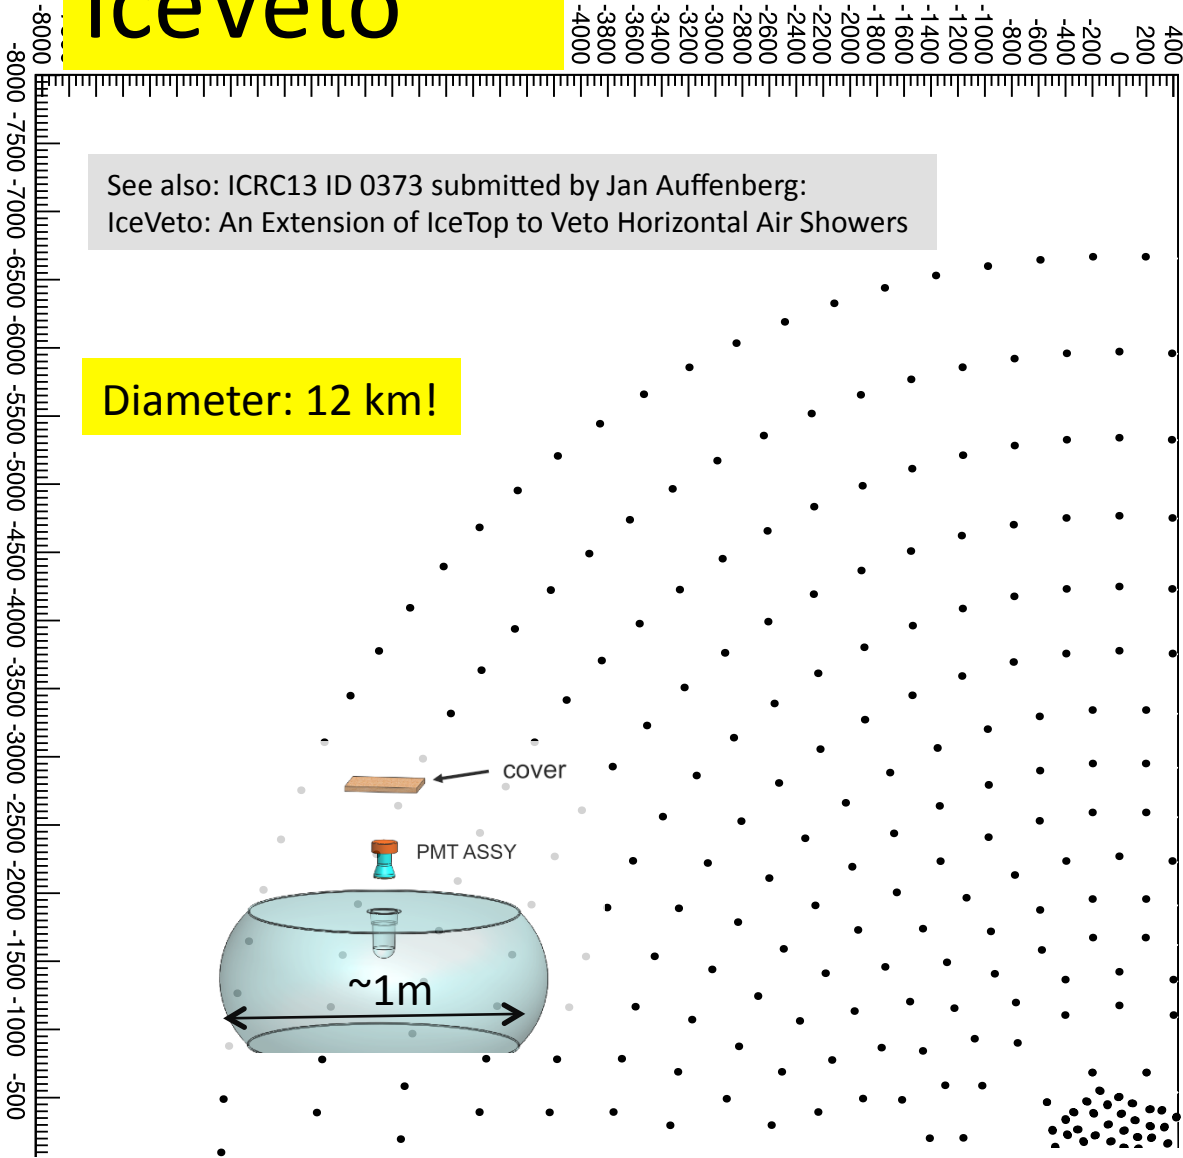 IceVeto
-8000
-4000 -3800 -3600 -3400 -3200 -3000 -2800 -2600 -2400 -2200 -2000 -1800 -1600 -1400 -1200 -1000 -800 -600 -400 -200 0 200 400
-8000 -7500 -7000 -6500 -6000 -5500 -5000 -4500 -4000 -3500 -3000 -2500 -2000 -1500 -1000 -500
See also: ICRC13 ID 0373 submitted by Jan Auffenberg:
IceVeto: An Extension of IceTop to Veto Horizontal Air Showers
Diameter: 12 km!
cover
PMT ASSY
~1m